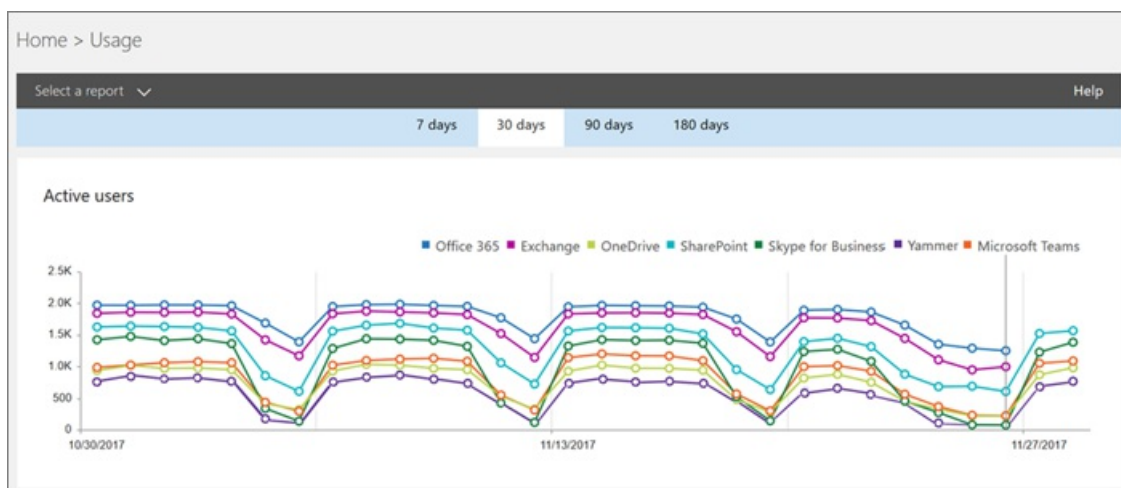 Home > Usage
Select a report
Help
7 days 30 days 90 days 180 days
Active users
Office 365 Exchange OneDrive SharePoint Skype for Business Yammer Microsoft Teams
2.5K
2.0K
1.5K
1.0K
500
0
10/30/2017 11/13/2017 11/27/2017